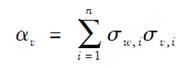 α_v = ∑_{i=1}^{n} σ_{w,i} σ_{v,i}